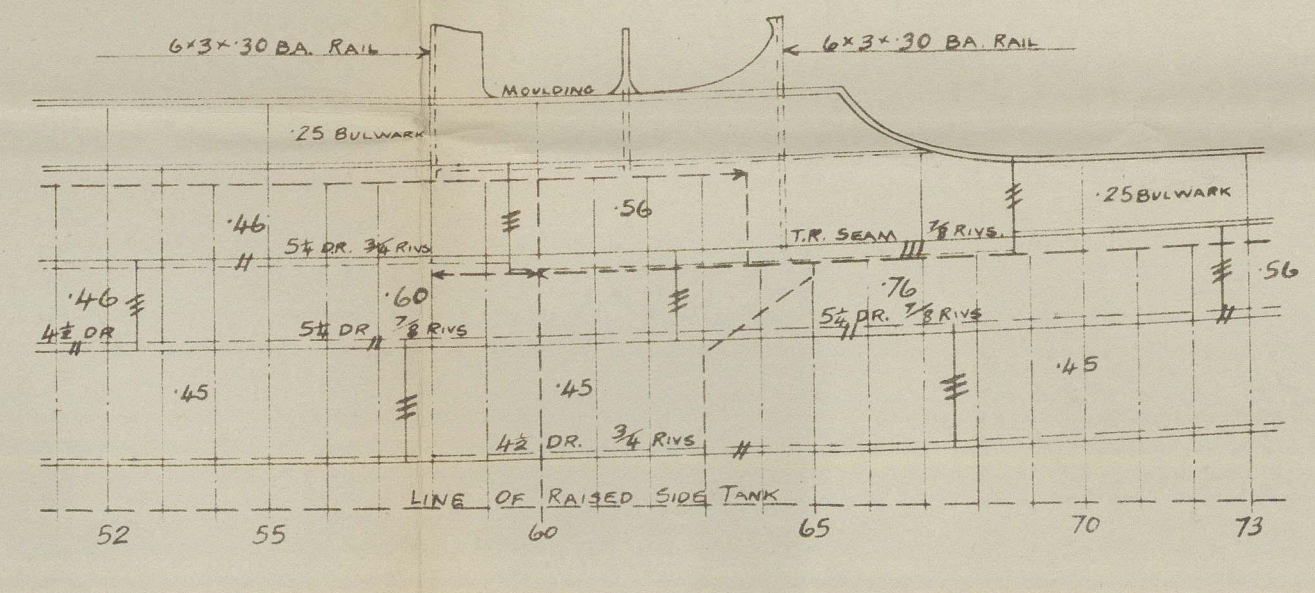 6×3×·30 BA. RAIL
6×3×·30 BA. RAIL
MOULDING
·25 BULWARK
·25 BULWARK
·46
·56
5¼ DR. ¾ RIVS
T.R. SEAM ⅞ RIVS.
·46
·60
·76
·56
4½ DR
5¼ DR ⅞ RIVS
5¼ DR. ⅞ RIVS
·45
·45
·45
4½ DR. ¾ RIVS
LINE OF RAISED SIDE TANK
52 55 60 65 70 73